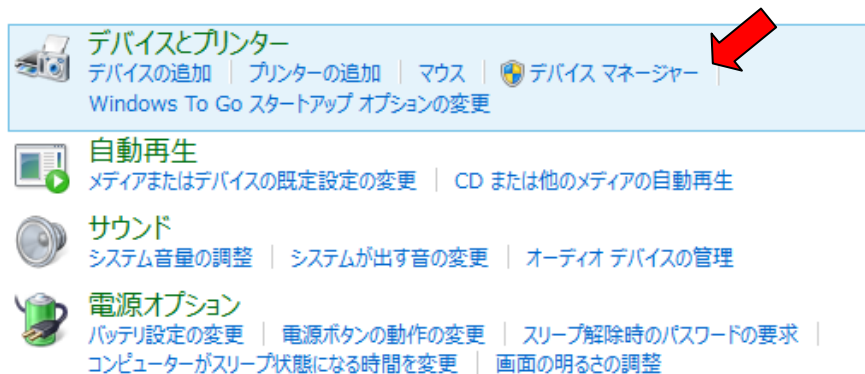 デバイスとプリンター
デバイスの追加 | プリンターの追加 | マウス | デバイス マネージャー |
Windows To Go スタートアップ オプションの変更
自動再生
メディアまたはデバイスの既定設定の変更 | CD または他のメディアの自動再生
サウンド
システム音量の調整 | システムが出す音の変更 | オーディオ デバイスの管理
電源オプション
バッテリ設定の変更 | 電源ボタンの動作の変更 | スリープ解除時のパスワードの要求 |
コンピューターがスリープ状態になる時間を変更 | 画面の明るさの調整